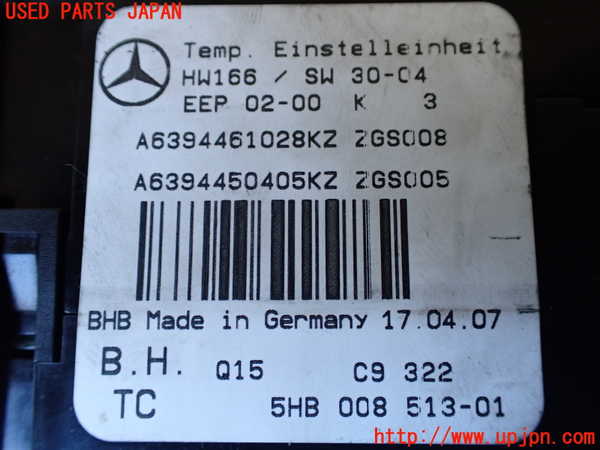 USED PARTS JAPAN
Temp. Einstelleinheit
HW166 / SW 30-04
EEP 02-00 K 3
A6394461028KZ ZGS008
A6394450405KZ ZGS005
BHB Made in Germany 17.04.07
B.H. Q15 C9 322
TC 5HB 008 513-01
http://www.upjpn.com/